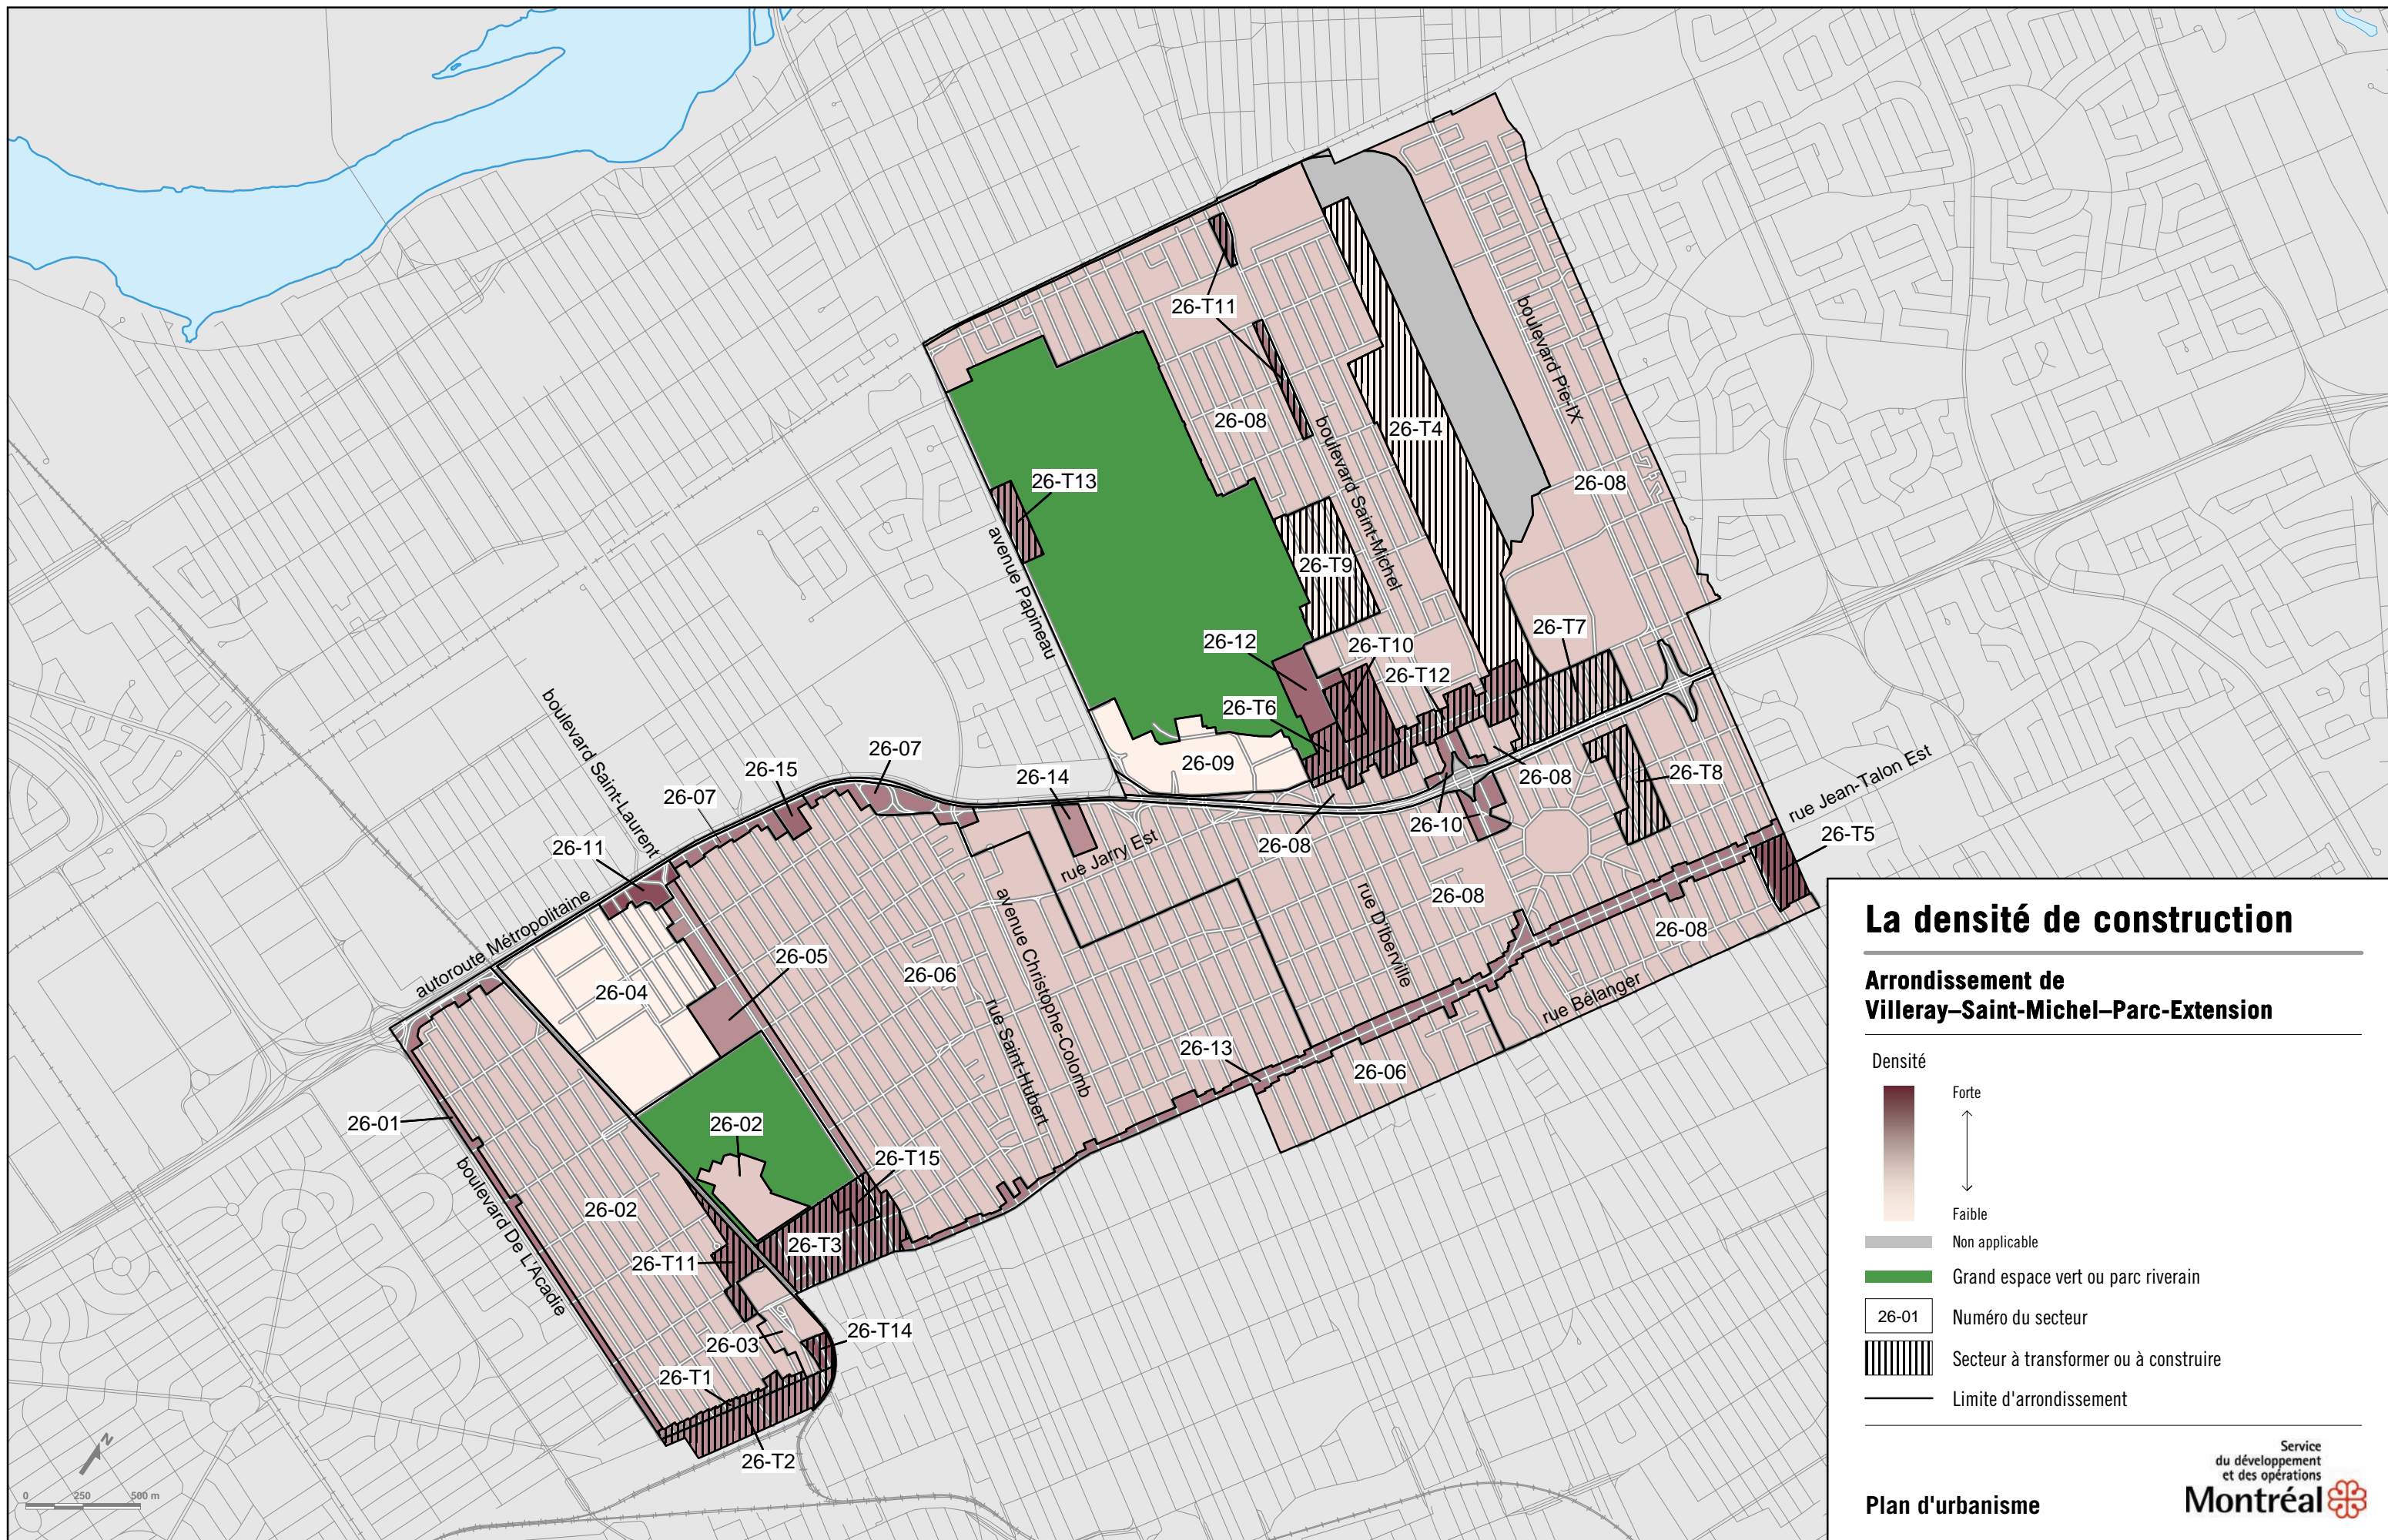 26-T11
boulevard Pie-IX
26-08
boulevard Saint-Michel
26-T4
26-T13
26-08
avenue Papineau
26-T9
26-T7
26-12
26-T10
26-T12
26-T6
boulevard Saint-Laurent
26-07
26-09
26-15
26-14
26-08
26-T8
rue Jean-Talon Est
26-07
26-10
26-T5
26-11
26-08
rue Jarry Est
autoroute Métropolitaine
26-08
rue D'Iberville
avenue Christophe-Colomb
26-08
26-05
26-06
26-04
rue Saint-Hubert
rue Bélanger
26-13
26-06
26-01
26-02
26-T15
boulevard De L'Acadie
26-02
26-T3
26-T11
26-T14
26-03
26-T1
26-T2
N
0 250 500 m
La densité de construction
Arrondissement de
Villeray–Saint-Michel–Parc-Extension
Densité
Forte
Faible
Non applicable
Grand espace vert ou parc riverain
26-01 Numéro du secteur
Secteur à transformer ou à construire
Limite d'arrondissement
Service
du développement
et des opérations
Plan d'urbanisme
Montréal